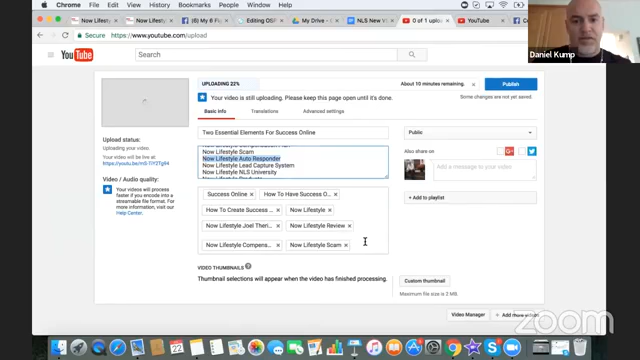 Safari File Edit View History Bookmarks Window Help
Now Lifesty
Now Lifesty
(6) My 6 Fig
Editing OSP
My Drive - G
NLS New V
0 of 1 uploa
YouTube
Secure https://www.youtube.com/upload
Daniel Kump
YouTube
Search
UPLOADING 22%
About 10 minutes remaining.
Publish
Your video is still uploading. Please keep this page open until it's done.
Some changes are not yet saved.
Basic info Translations Advanced settings
Two Essential Elements For Success Online
Public
Now Lifestyle Scam
Now Lifestyle Auto Responder
Now Lifestyle Lead Capture System
Now Lifestyle NLS University
Also share on
Add a message to your video
+ Add to playlist
Upload status:
Uploading your video.
Your video will be live at:
Video / Audio quality:
Your videos will process faster if you encode into a streamable file format. For more information, visit our Help Center.
Success Online ×
How To Have Success O... ×
How To Create Success ... ×
Now Lifestyle ×
Now Lifestyle Joel Theri... ×
Now Lifestyle Review ×
Now Lifestyle Compens... ×
Now Lifestyle Scam ×
VIDEO THUMBNAILS
Thumbnail selections will appear when the video has finished processing.
Custom thumbnail
Maximum file size is 2 MB.
Video Manager
+ Add more videos
zoom